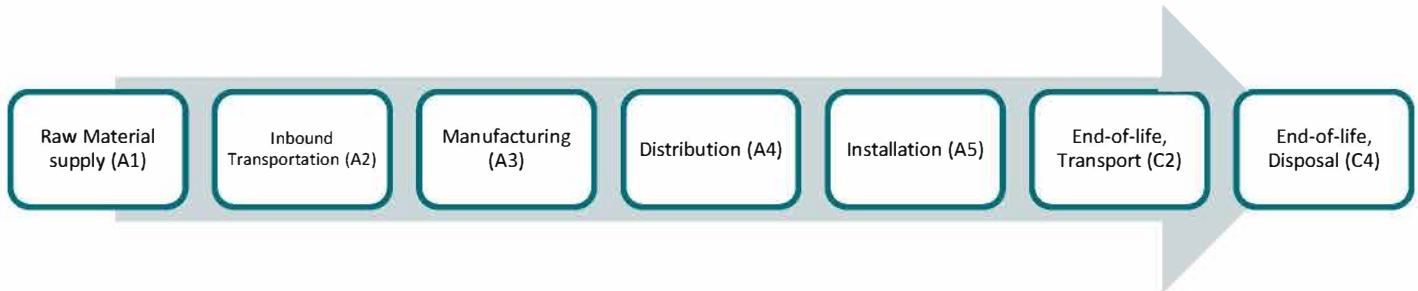 Raw Material
supply (A1)
Inbound
Transportation (A2)
Manufacturing
(A3)
Distribution (A4)
Installation (A5)
End-of-life,
Transport (C2)
End-of-life,
Disposal (C4)